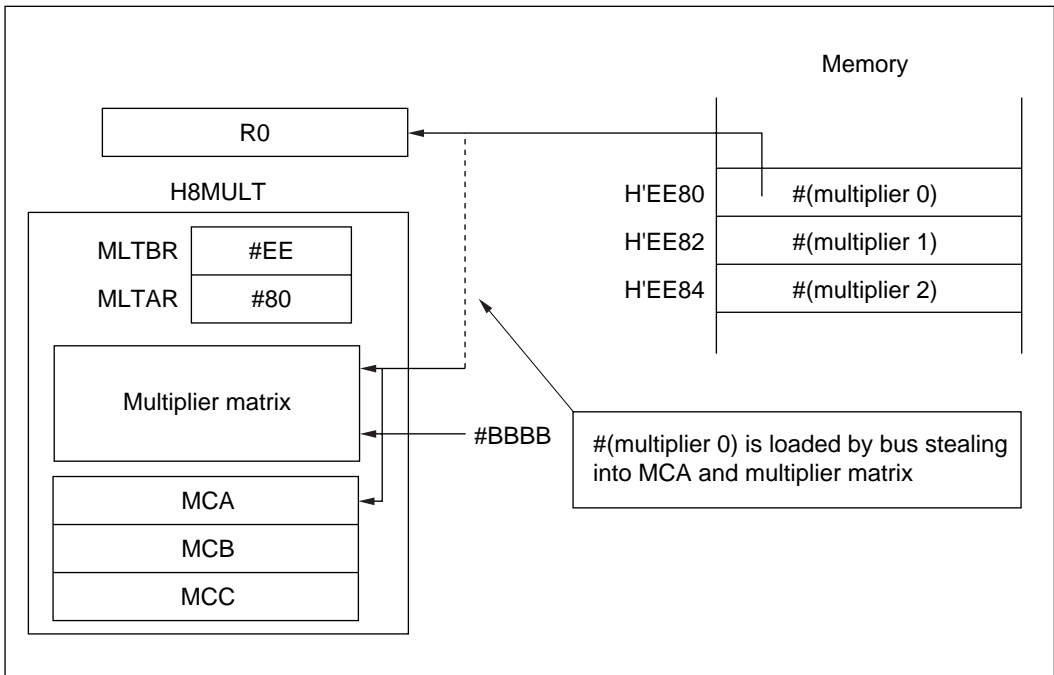 Memory
R0
H8MULT
H'EE80 #(multiplier 0)
MLTBR #EE
H'EE82 #(multiplier 1)
MLTAR #80
H'EE84 #(multiplier 2)
Multiplier matrix
#BBBB
#(multiplier 0) is loaded by bus stealing
into MCA and multiplier matrix
MCA
MCB
MCC